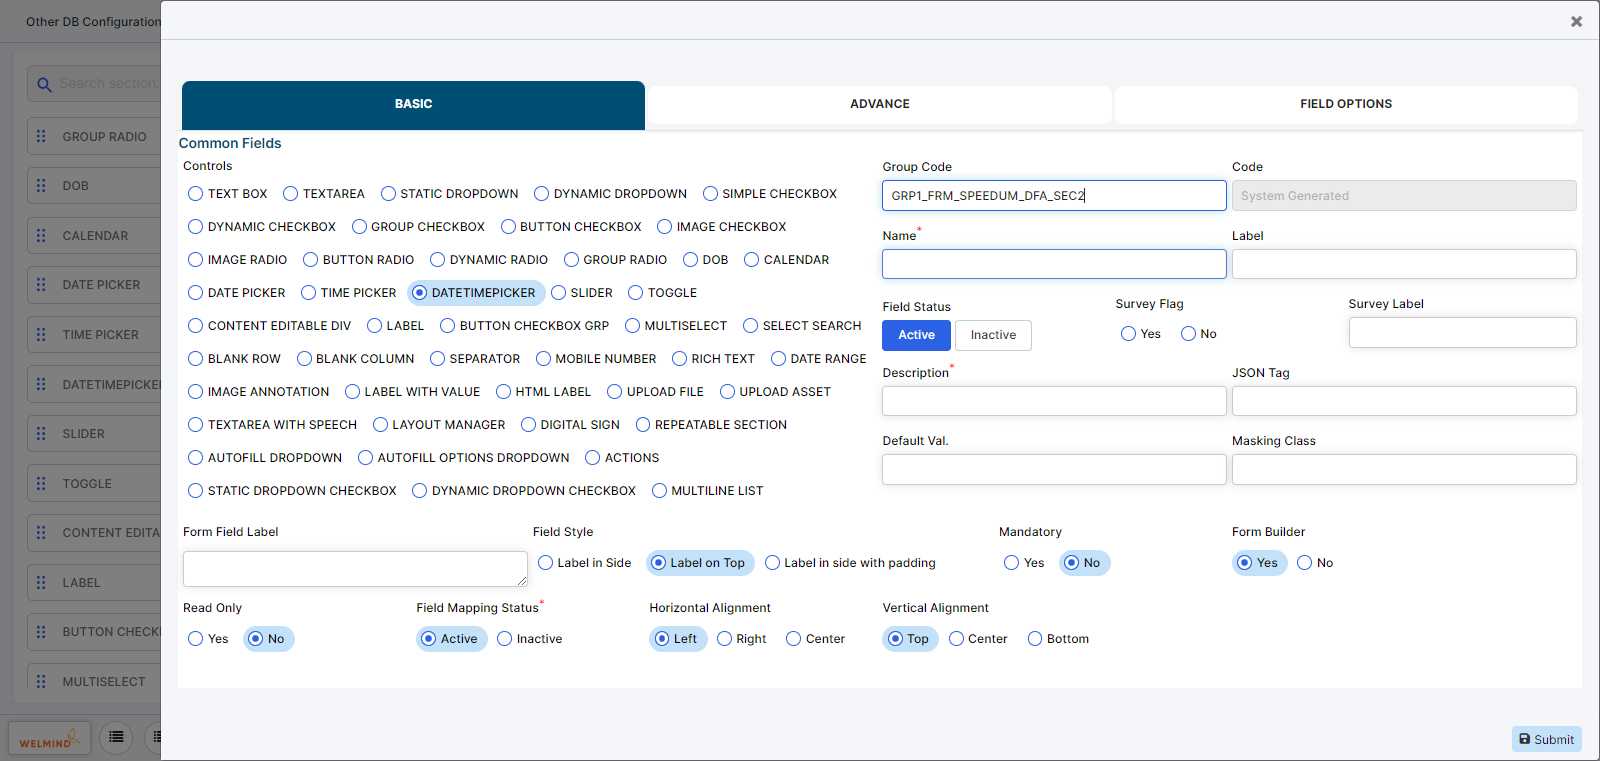 Other DB Configuration
BASIC
ADVANCE
FIELD OPTIONS
Search section
GROUP RADIO
DOB
CALENDAR
DATE PICKER
TIME PICKER
DATETIMEPICKE
SLIDER
TOGGLE
CONTENT EDITA
LABEL
BUTTON CHECK
MULTISELECT
WELMIND
Common Fields
Controls
TEXT BOX TEXTAREA STATIC DROPDOWN DYNAMIC DROPDOWN SIMPLE CHECKBOX
DYNAMIC CHECKBOX GROUP CHECKBOX BUTTON CHECKBOX IMAGE CHECKBOX
IMAGE RADIO BUTTON RADIO DYNAMIC RADIO GROUP RADIO DOB CALENDAR
DATE PICKER TIME PICKER DATETIMEPICKER SLIDER TOGGLE
CONTENT EDITABLE DIV LABEL BUTTON CHECKBOX GRP MULTISELECT SELECT SEARCH
BLANK ROW BLANK COLUMN SEPARATOR MOBILE NUMBER RICH TEXT DATE RANGE
IMAGE ANNOTATION LABEL WITH VALUE HTML LABEL UPLOAD FILE UPLOAD ASSET
TEXTAREA WITH SPEECH LAYOUT MANAGER DIGITAL SIGN REPEATABLE SECTION
AUTOFILL DROPDOWN AUTOFILL OPTIONS DROPDOWN ACTIONS
STATIC DROPDOWN CHECKBOX DYNAMIC DROPDOWN CHECKBOX MULTILINE LIST
Group Code Code
GRP1_FRM_SPEEDUM_DFA_SEC2 System Generated
Name* Label
Field Status Survey Flag Survey Label
Active Inactive Yes No
Description* JSON Tag
Default Val. Masking Class
Form Field Label Field Style Mandatory Form Builder
Label in Side Label on Top Label in side with padding Yes No Yes No
Read Only Field Mapping Status* Horizontal Alignment Vertical Alignment
Yes No Active Inactive Left Right Center Top Center Bottom
Submit